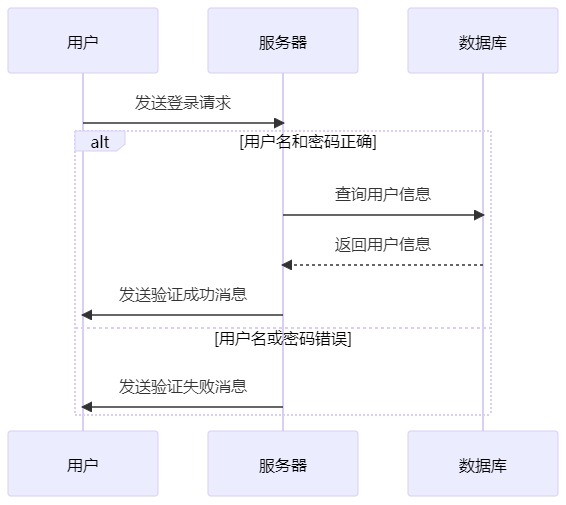 用户
服务器
数据库
发送登录请求
alt
[用户名和密码正确]
查询用户信息
返回用户信息
发送验证成功消息
[用户名或密码错误]
发送验证失败消息
用户
服务器
数据库